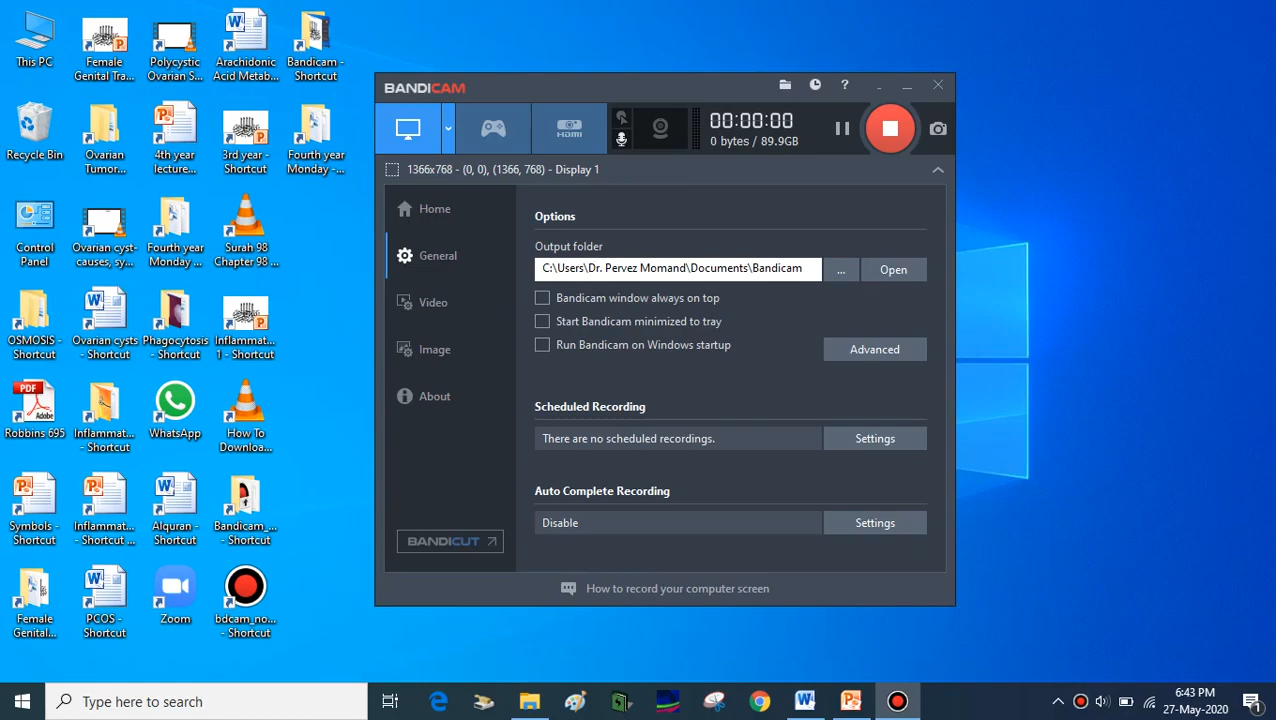 This PC
Female
Genital Tra...
Polycystic
Ovarian S...
Arachidonic
Acid Metab...
Bandicam -
Shortcut
Recycle Bin
Ovarian
Tumor...
4th year
lecture...
3rd year -
Shortcut
Fourth year
Monday -...
Control
Panel
Ovarian cyst-
causes, sy...
Fourth year
Monday ...
Surah 98
Chapter 98 ...
OSMOSIS -
Shortcut
Ovarian cysts
- Shortcut
Phagocytosis
- Shortcut
Inflammat...
1 - Shortcut
PDF
Adobe
Robbins 695
Inflammat...
- Shortcut
WhatsApp
How To
Downloa...
Symbols -
Shortcut
Inflammat...
- Shortcut ...
Alquran -
Shortcut
Bandicam_...
- Shortcut
Female
Genital...
PCOS -
Shortcut
Zoom
bdcam_no...
- Shortcut
BANDICAM
?
HDMI
00:00:00
0 bytes / 89.9GB
1366x768 - (0, 0), (1366, 768) - Display 1
Home
General
Video
Image
About
BANDICUT
Options
Output folder
C:\Users\Dr. Pervez Momand\Documents\Bandicam
...
Open
Bandicam window always on top
Start Bandicam minimized to tray
Run Bandicam on Windows startup
Advanced
Scheduled Recording
There are no scheduled recordings.
Settings
Auto Complete Recording
Disable
Settings
How to record your computer screen
Type here to search
6:43 PM
27-May-2020
1